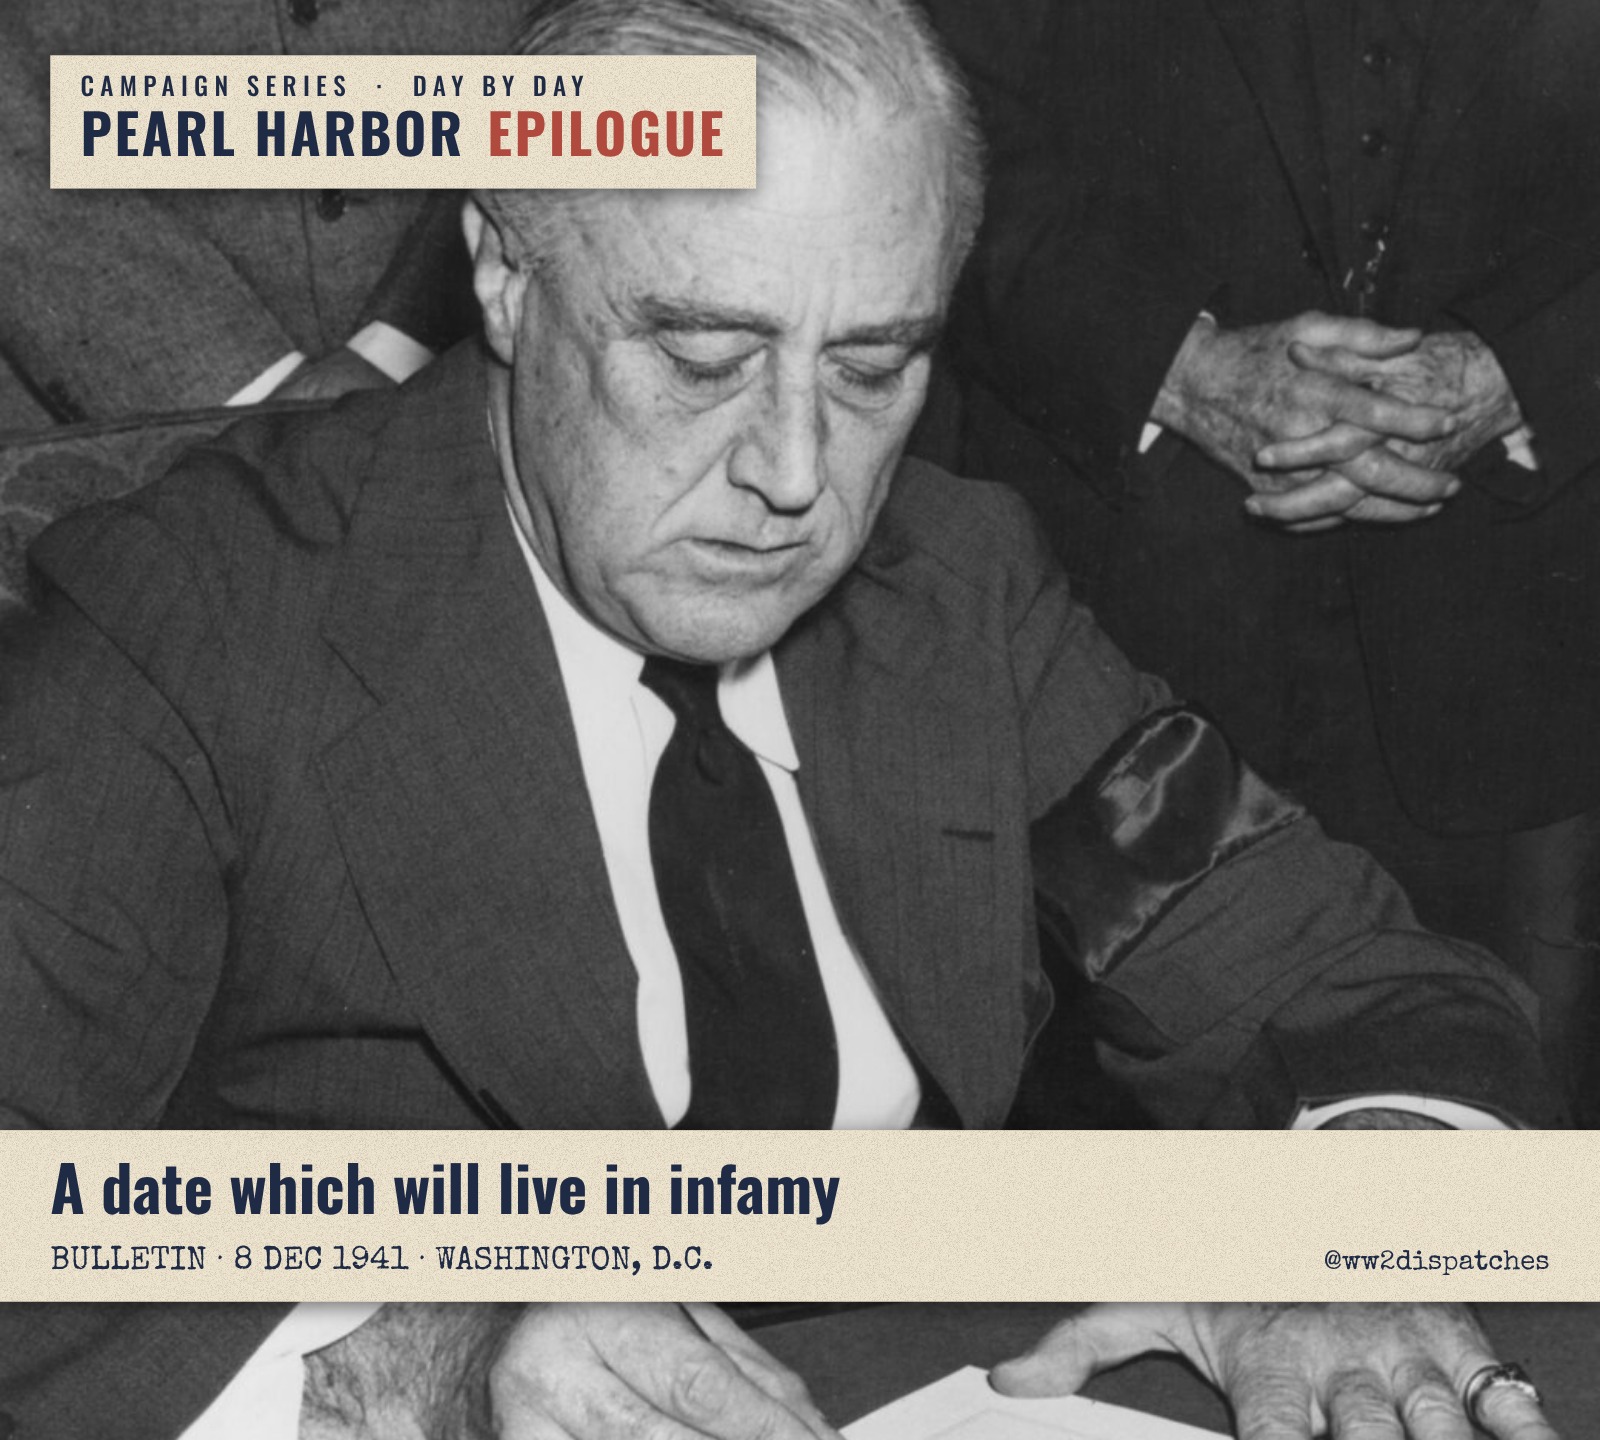 CAMPAIGN SERIES · DAY BY DAY
PEARL HARBOR EPILOGUE
A date which will live in infamy
BULLETIN · 8 DEC 1941 · WASHINGTON, D.C.
@ww2dispatches